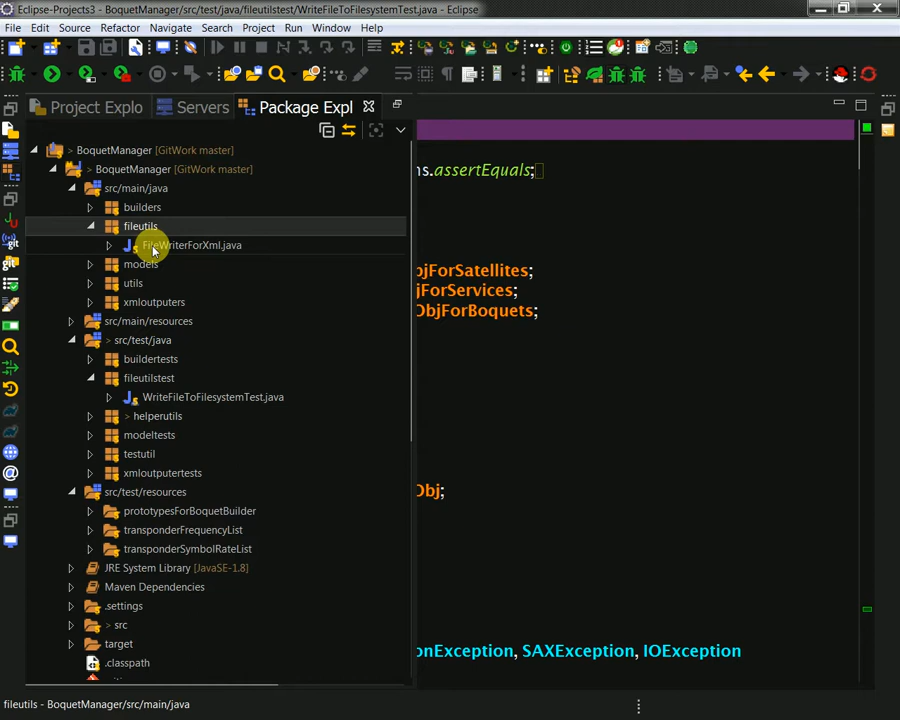 Eclipse-Projects3 - BoquetManager/src/test/java/fileutilstest/WriteFileToFilesystemTest.java - Eclipse
File Edit Source Refactor Navigate Search Project Run Window Help
Project Explo Servers Package Expl
> BoquetManager [GitWork master]
> BoquetManager [GitWork master]
src/main/java
builders
fileutils
FileWriterForXml.java
models
utils
xmloutputers
src/main/resources
> src/test/java
buildertests
fileutilstest
WriteFileToFilesystemTest.java
> helperutils
modeltests
testutil
xmloutputertests
src/test/resources
prototypesForBoquetBuilder
transponderFrequencyList
transponderSymbolRateList
JRE System Library [JavaSE-1.8]
Maven Dependencies
.settings
> src
target
.classpath
ns.assertEquals;
bjForSatellites;
jForServices;
ObjForBoquets;
Obj;
onException, SAXException, IOException
fileutils - BoquetManager/src/main/java